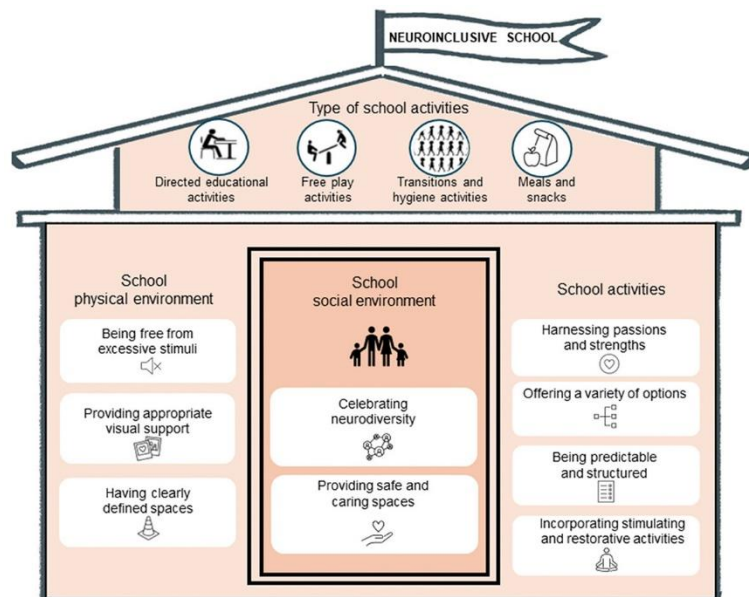 NEUROINCLUSIVE SCHOOL
Type of school activities
Directed educational
activities
Free play
activities
Transitions and
hygiene activities
Meals and
snacks
School
physical environment
Being free from
excessive stimuli
Providing appropriate
visual support
Having clearly
defined spaces
School
social environment
Celebrating
neurodiversity
Providing safe and
caring spaces
School activities
Harnessing passions
and strengths
Offering a variety of options
Being predictable
and structured
Incorporating stimulating
and restorative activities